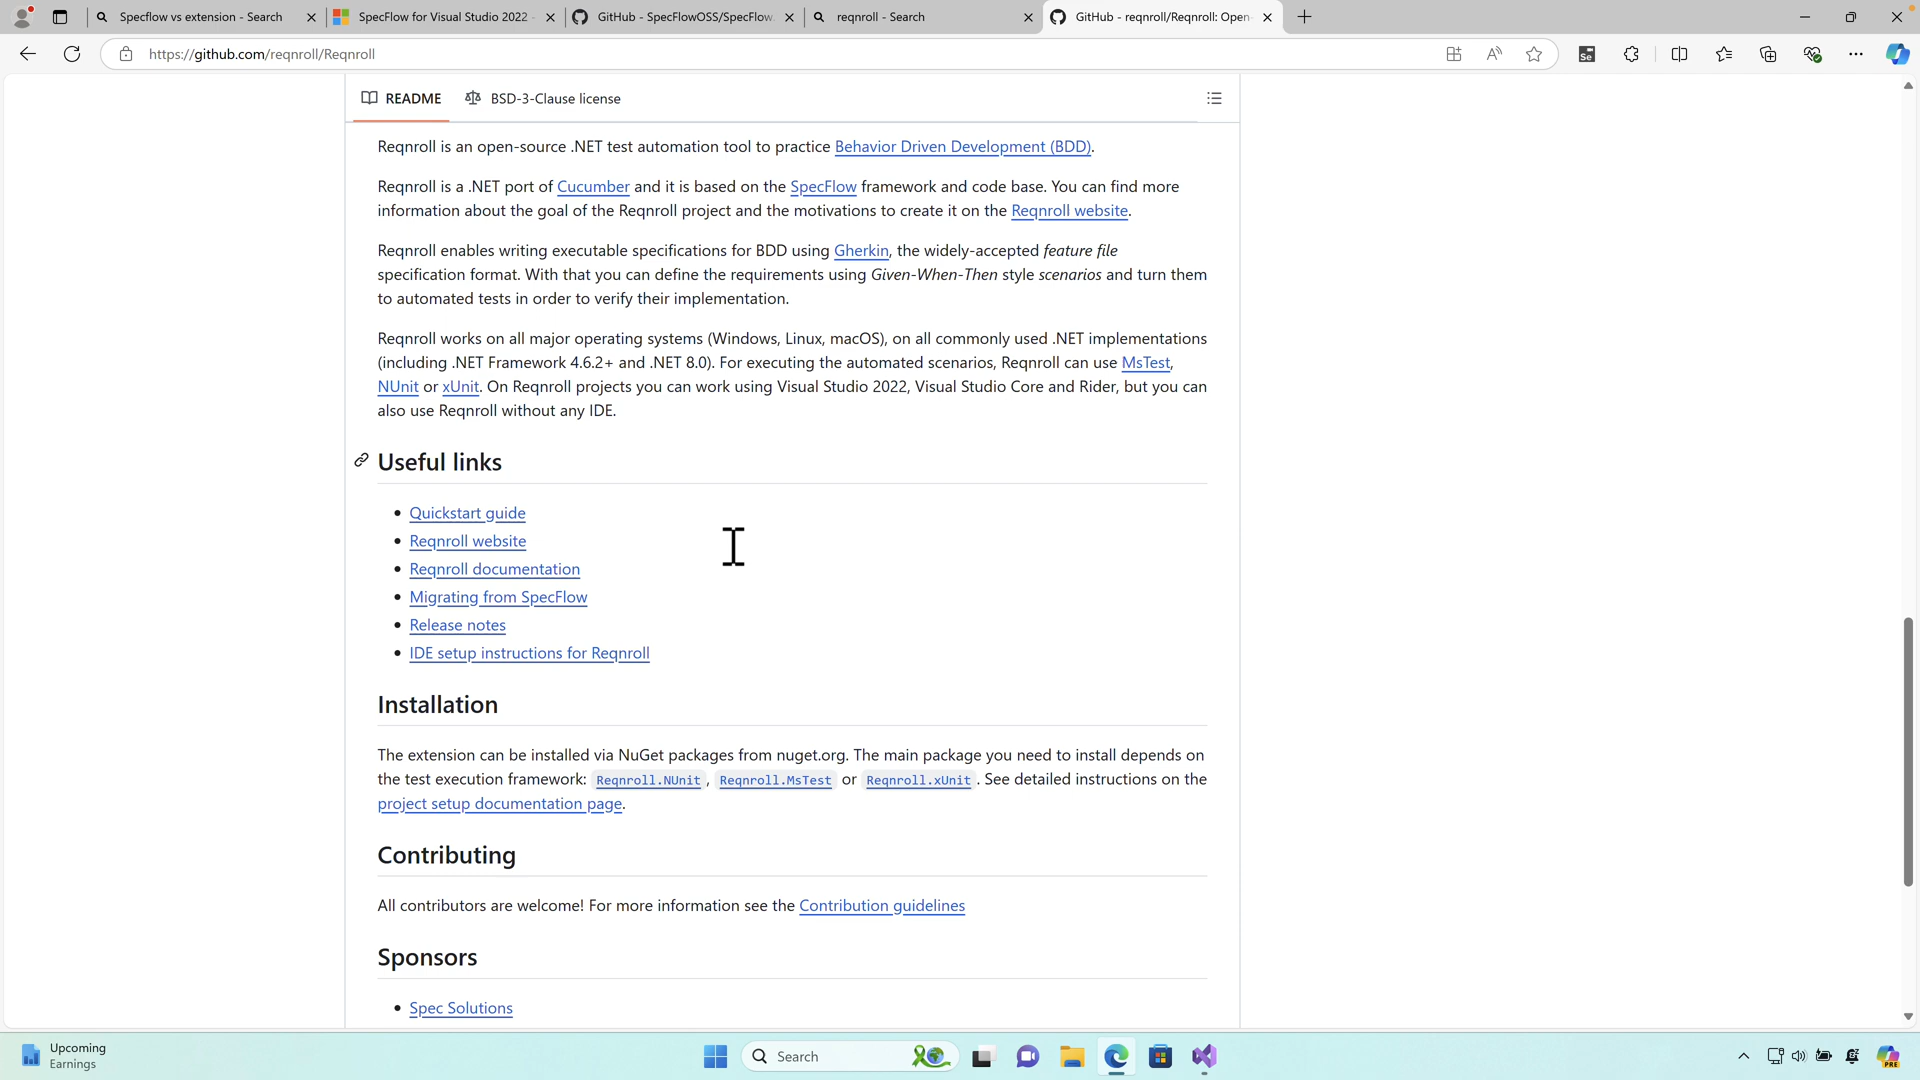 Specflow vs extension - Search
SpecFlow for Visual Studio 2022 -
GitHub - SpecFlowOSS/SpecFlow.
reqnroll - Search
GitHub - reqnroll/Reqnroll: Open-
https://github.com/reqnroll/Reqnroll
README
BSD-3-Clause license
Reqnroll is an open-source .NET test automation tool to practice Behavior Driven Development (BDD).
Reqnroll is a .NET port of Cucumber and it is based on the SpecFlow framework and code base. You can find more
information about the goal of the Reqnroll project and the motivations to create it on the Reqnroll website.
Reqnroll enables writing executable specifications for BDD using Gherkin, the widely-accepted feature file
specification format. With that you can define the requirements using Given-When-Then style scenarios and turn them
to automated tests in order to verify their implementation.
Reqnroll works on all major operating systems (Windows, Linux, macOS), on all commonly used .NET implementations
(including .NET Framework 4.6.2+ and .NET 8.0). For executing the automated scenarios, Reqnroll can use MsTest,
NUnit or xUnit. On Reqnroll projects you can work using Visual Studio 2022, Visual Studio Core and Rider, but you can
also use Reqnroll without any IDE.
Useful links
Quickstart guide
Reqnroll website
Reqnroll documentation
Migrating from SpecFlow
Release notes
IDE setup instructions for Reqnroll
Installation
The extension can be installed via NuGet packages from nuget.org. The main package you need to install depends on
the test execution framework: Reqnroll.NUnit, Reqnroll.MsTest or Reqnroll.xUnit. See detailed instructions on the
project setup documentation page.
Contributing
All contributors are welcome! For more information see the Contribution guidelines
Sponsors
Spec Solutions
Upcoming
Earnings
Search